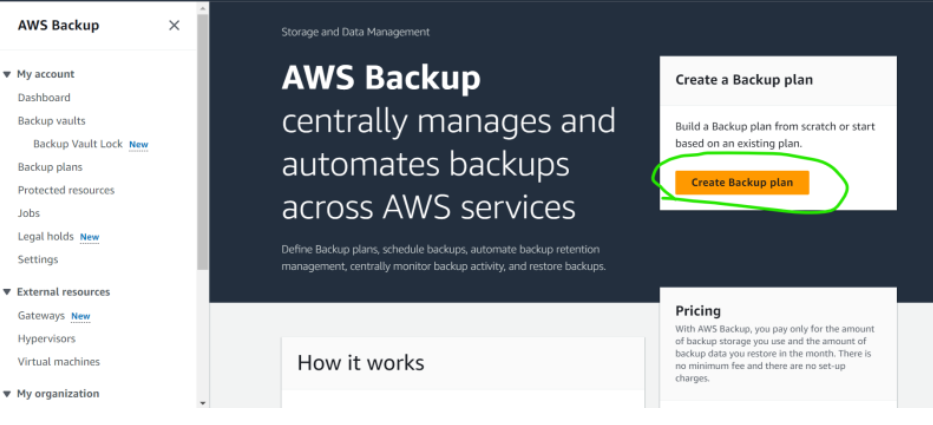 AWS Backup
My account
Dashboard
Backup vaults
Backup Vault Lock New
Backup plans
Protected resources
Jobs
Legal holds New
Settings
External resources
Gateways New
Hypervisors
Virtual machines
My organization
Storage and Data Management
AWS Backup
centrally manages and
automates backups
across AWS services
Define Backup plans, schedule backups, automate backup retention
management, centrally monitor backup activity, and restore backups.
Create a Backup plan
Build a Backup plan from scratch or start
based on an existing plan.
Create Backup plan
How it works
Pricing
With AWS Backup, you pay only for the amount
of backup storage you use and the amount of
backup data you restore in the month. There is
no minimum fee and there are no set-up
charges.